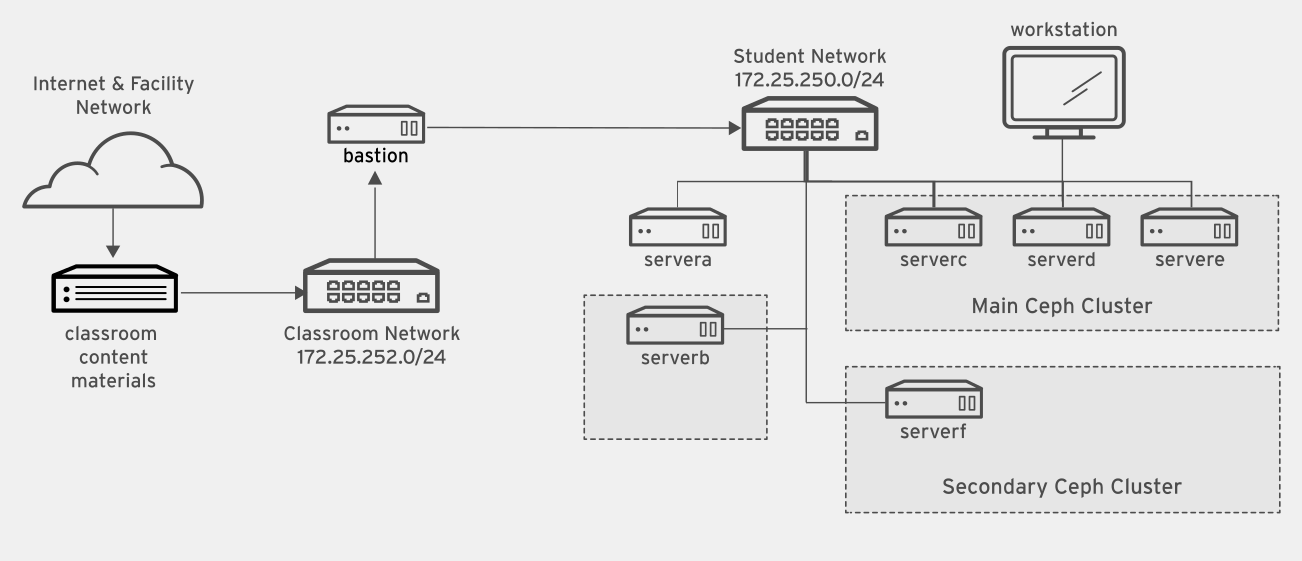 workstation
Student Network
172.25.250.0/24
Internet & Facility
Network
bastion
servera
serverc
serverd
servere
Main Ceph Cluster
classroom
content
materials
Classroom Network
172.25.252.0/24
serverb
serverf
Secondary Ceph Cluster